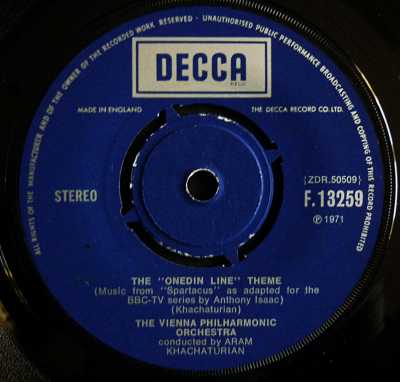 ALL RIGHTS OF THE MANUFACTURER AND OF THE OWNER OF THE RECORDED WORK RESERVED - UNAUTHORISED PUBLIC PERFORMANCE BROADCASTING AND COPYING OF THIS RECORD PROHIBITED
DECCA
MADE IN ENGLAND
THE DECCA RECORD CO. LTD.
STEREO
(ZDR.50509)
F.13259
℗ 1971
THE "ONEDIN LINE" THEME
(Music from "Spartacus" as adapted for the
BBC-TV series by Anthony Isaac)
(Khachaturian)
THE VIENNA PHILHARMONIC
ORCHESTRA
conducted by ARAM
KHACHATURIAN